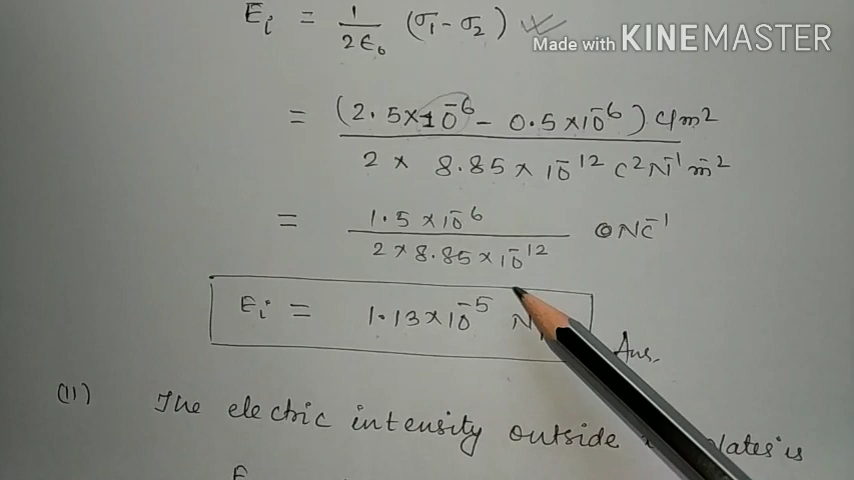 Ei = 1/2ε₀ (σ₁ - σ₂)
Made with KINEMASTER
= (2.5×10⁻⁶ - 0.5×10⁻⁶) C/m²
2 × 8.85 × 10⁻¹² C²N⁻¹m⁻²
= 1.5×10⁻⁶
2×8.85×10⁻¹² NC⁻¹
Ei = 1.13×10⁻⁵ N
Ans.
(11) The electric intensity outside is